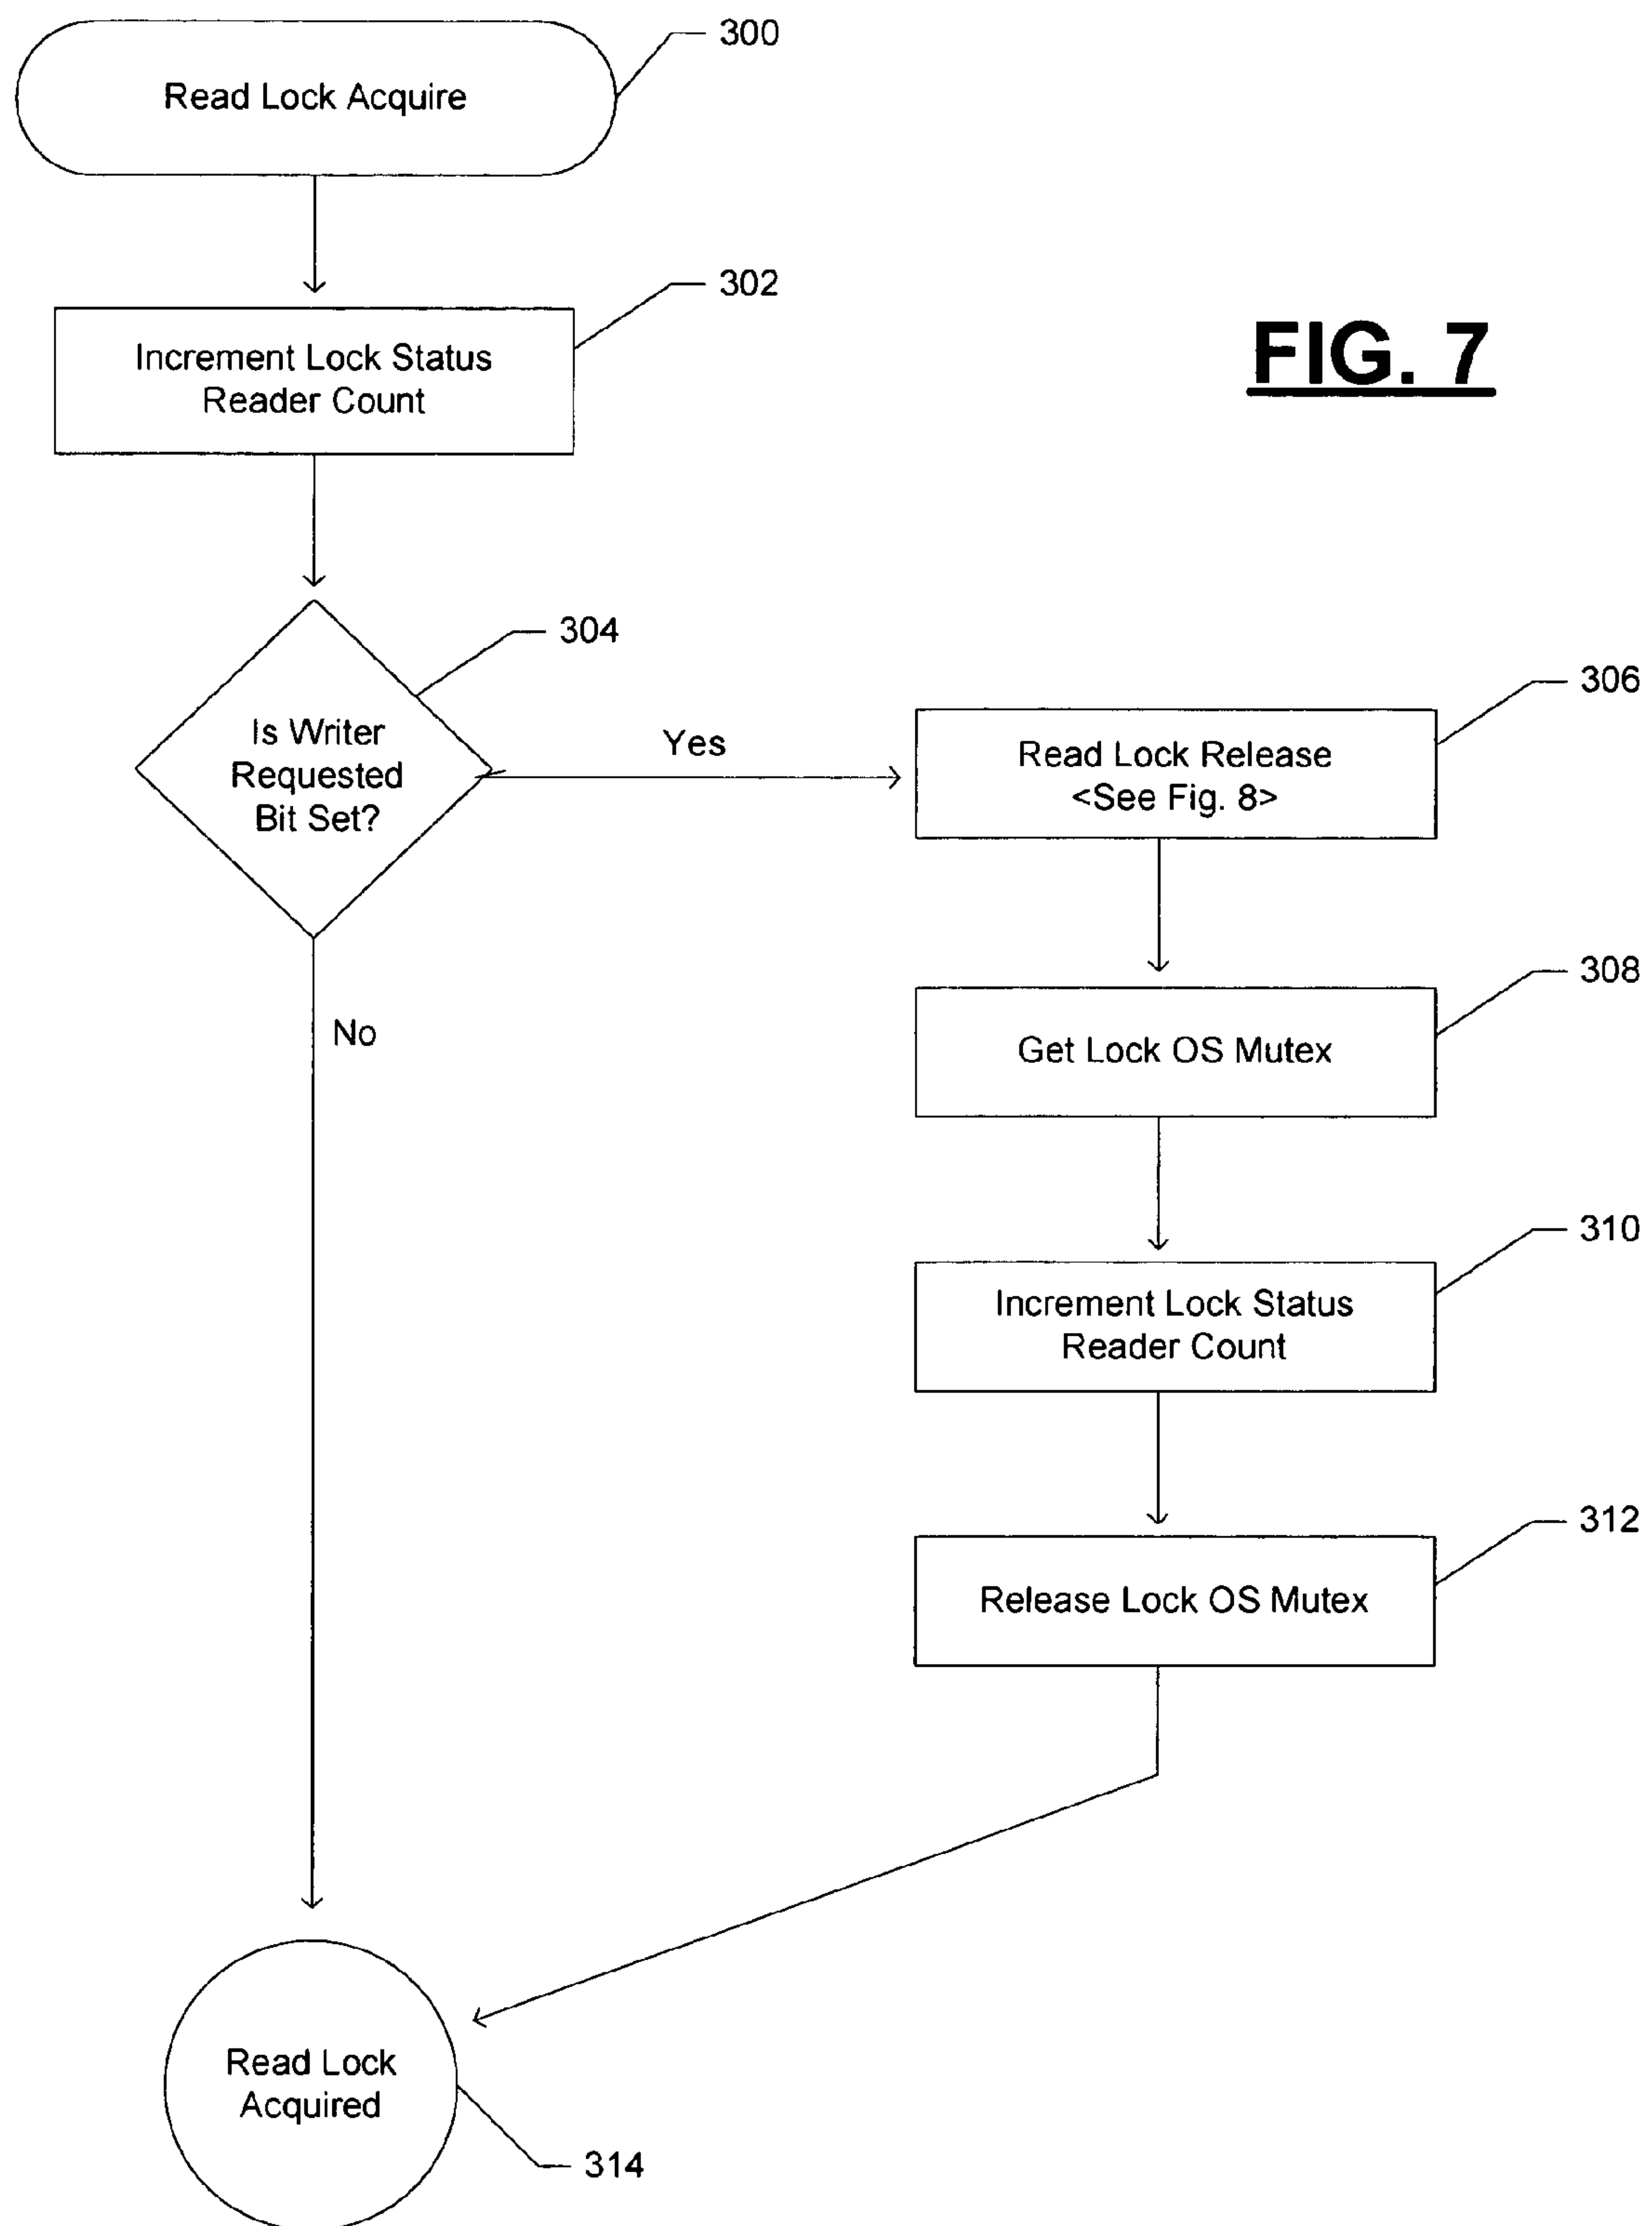 300
Read Lock Acquire
302
Increment Lock Status
Reader Count
FIG. 7
304
Is Writer
Requested
Bit Set?
Yes
306
Read Lock Release
<See Fig. 8>
No
308
Get Lock OS Mutex
310
Increment Lock Status
Reader Count
312
Release Lock OS Mutex
Read Lock
Acquired
314